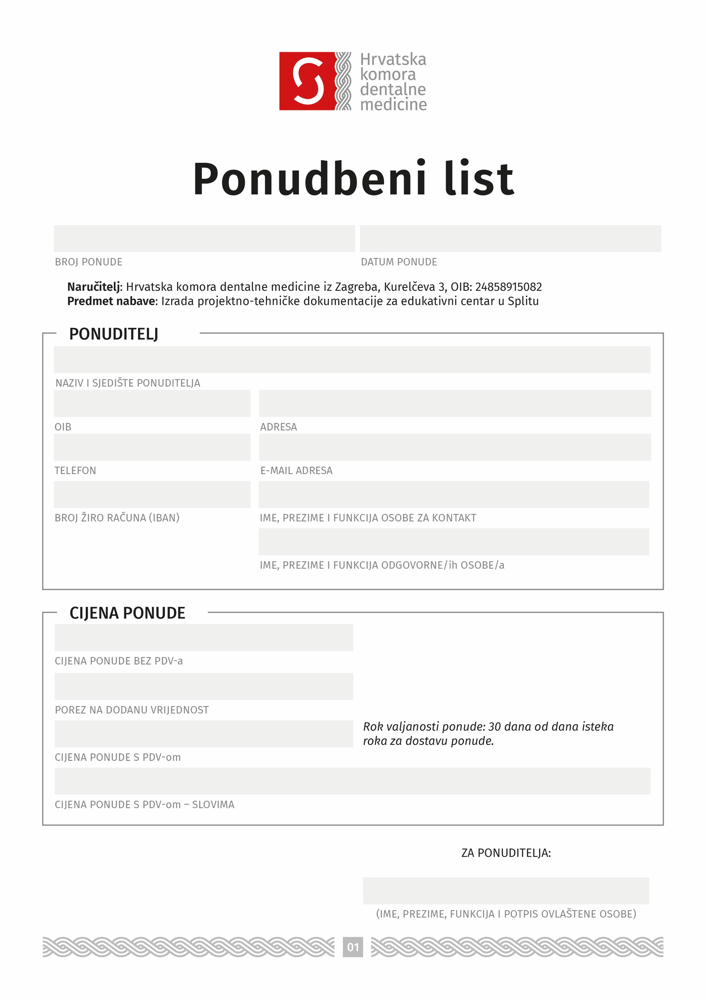 Hrvatska
komora
dentalne
medicine
Ponudbeni list
BROJ PONUDE
DATUM PONUDE
Naručitelj: Hrvatska komora dentalne medicine iz Zagreba, Kurelčeva 3, OIB: 24858915082
Predmet nabave: Izrada projektno-tehničke dokumentacije za edukativni centar u Splitu
PONUDITELJ
NAZIV I SJEDIŠTE PONUDITELJA
OIB
ADRESA
TELEFON
E-MAIL ADRESA
BROJ ŽIRO RAČUNA (IBAN)
IME, PREZIME I FUNKCIJA OSOBE ZA KONTAKT
IME, PREZIME I FUNKCIJA ODGOVORNE/ih OSOBE/a
CIJENA PONUDE
CIJENA PONUDE BEZ PDV-a
POREZ NA DODANU VRIJEDNOST
Rok valjanosti ponude: 30 dana od dana isteka
roka za dostavu ponude.
CIJENA PONUDE S PDV-om
CIJENA PONUDE S PDV-om – SLOVIMA
ZA PONUDITELJA:
(IME, PREZIME, FUNKCIJA I POTPIS OVLAŠTENE OSOBE)
01